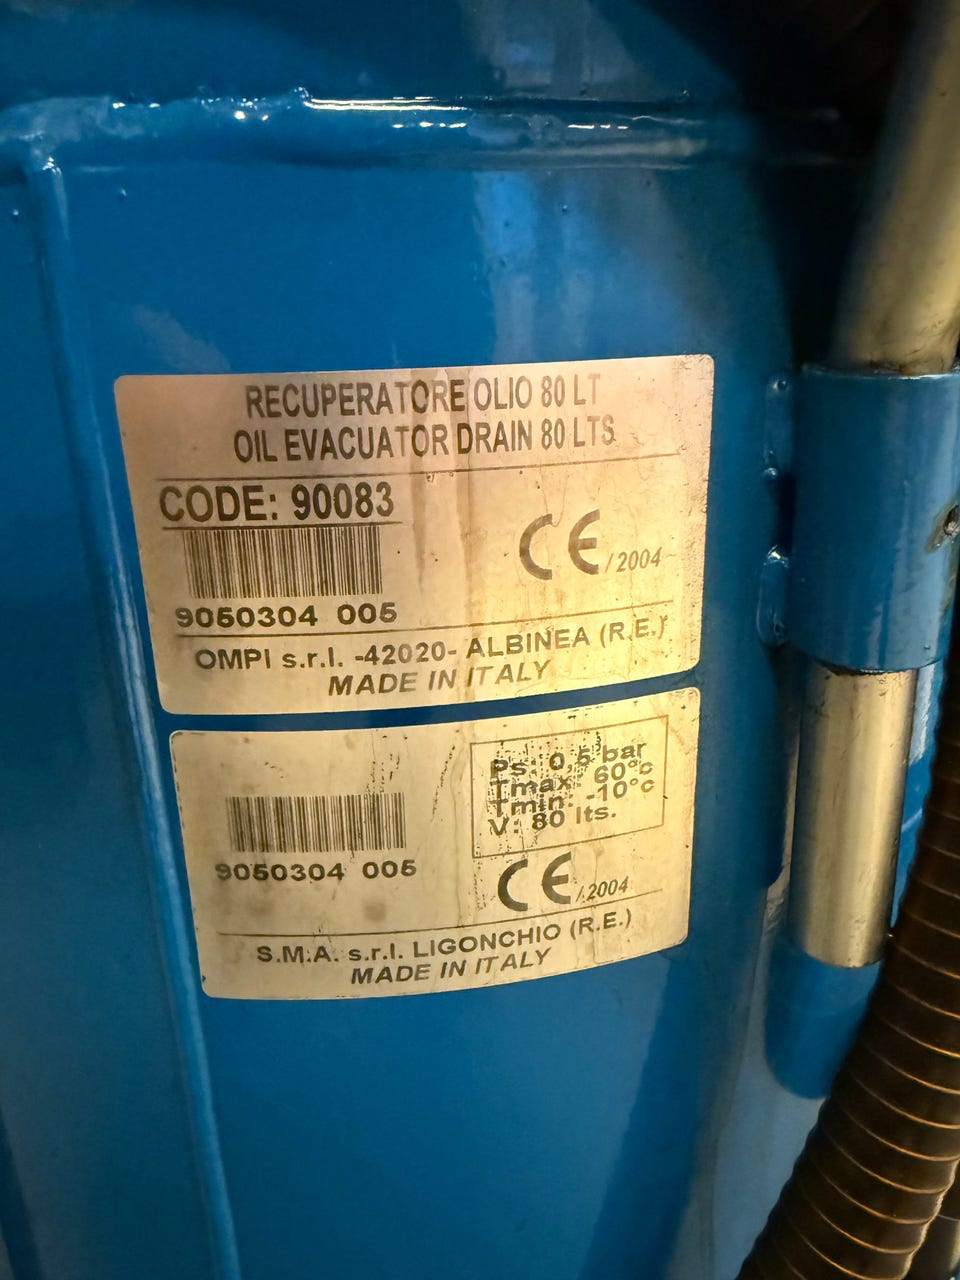 RECUPERATORE OLIO 80 LT
OIL EVACUATOR DRAIN 80 LTS
CODE: 90083
CE / 2004
9050304 005
OMPI s.r.l. -42020- ALBINEA (R.E.)
MADE IN ITALY
Ps: 0,5 bar
Tmax: 60°c
Tmin: -10°c
V: 80 lts.
9050304 005
CE / 2004
S.M.A. s.r.l. LIGONCHIO (R.E.)
MADE IN ITALY